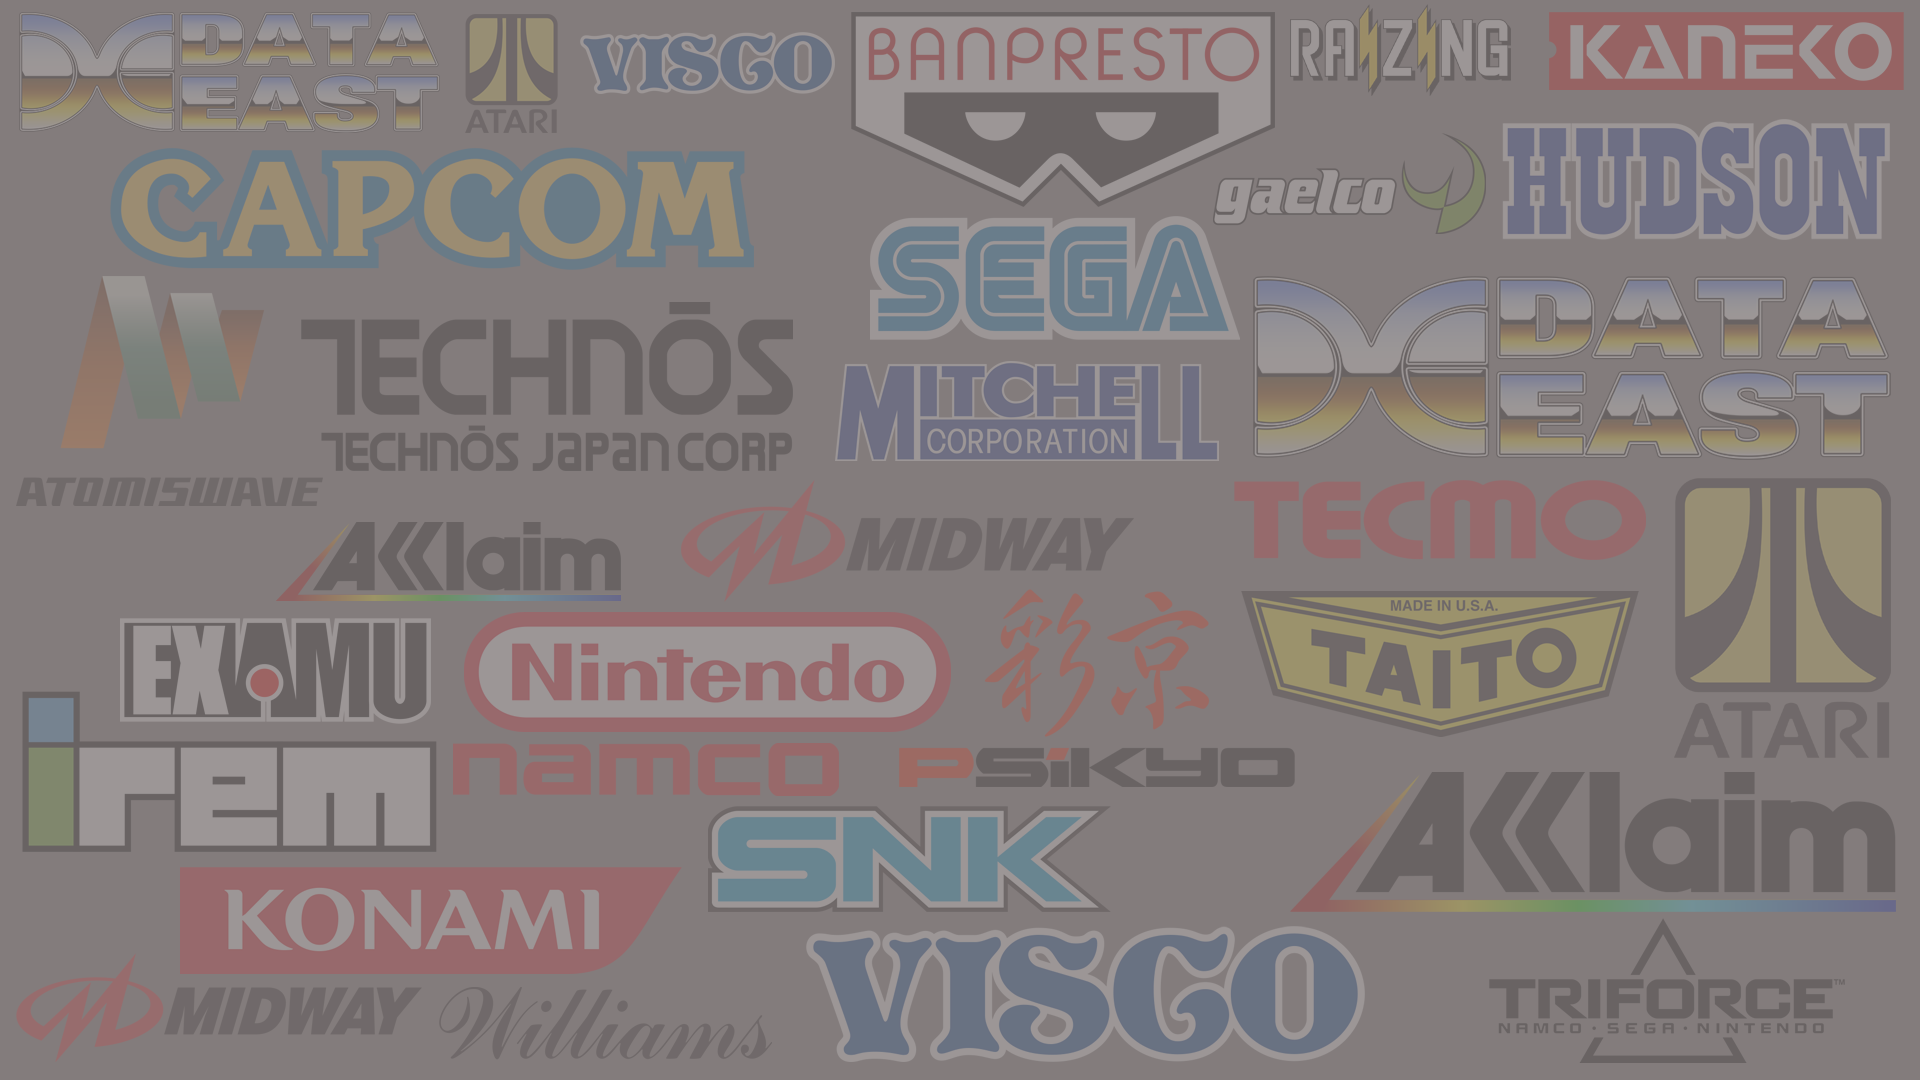 DATA
EAST
ATARI
VISCO
BANPRESTO
RAIZING
KANEKO
CAPCOM
gaelco
HUDSON
SEGA
TECHNŌS
TECHNŌS JAPAN CORP
MITCHELL
CORPORATION
DATA
EAST
ATOMISWAVE
AKKlaim
MIDWAY
TECMO
ATARI
EXAMU
Nintendo
彩京
MADE IN U.S.A.
TAITO
irem
namco
PSiKYO
SNK
AKKlaim
KONAMI
MIDWAY
Williams
VISCO
TRIFORCE™
NAMCO · SEGA · NINTENDO